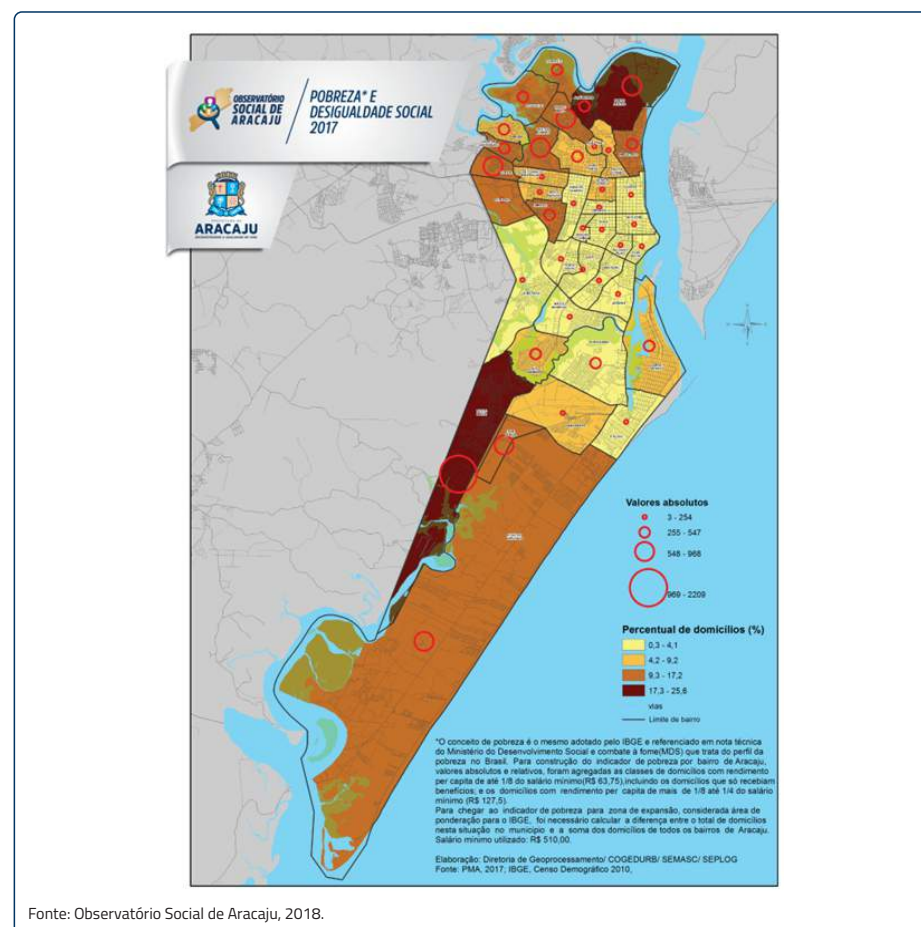 OBSERVATÓRIO
SOCIAL DE
ARACAJU
POBREZA* E
DESIGUALDADE SOCIAL
2017
PREFEITURA DE
ARACAJU
Valores absolutos
3 - 254
255 - 547
548 - 968
969 - 2209
Percentual de domicílios (%)
0,3 - 4,1
4,2 - 9,2
9,3 - 17,2
17,3 - 25,6
vias
Limite de bairro
*O conceito de pobreza é o mesmo adotado pelo IBGE e referenciado em nota técnica
do Ministério do Desenvolvimento Social e combate à fome(MDS) que trata do perfil da
pobreza no Brasil. Para construção do indicador de pobreza por bairro de Aracaju,
valores absolutos e relativos, foram agregadas as classes de domicílios com rendimento
per capita de até 1/8 do salário mínimo(R$ 63,75),incluindo os domicílios que só recebiam
benefícios; e os domicílios com rendimento per capita de mais de 1/8 até 1/4 do salário
mínimo (R$ 127,5).
Para chegar ao indicador de pobreza para zona de expansão, considerada área de
ponderação para o IBGE, foi necessário calcular a diferença entre o total de domicílios
nesta situação no município e a soma dos domicílios de todos os bairros de Aracaju.
Salário mínimo utilizado: R$ 510,00.
Elaboração: Diretoria de Geoprocessamento/ COGEDURB/ SEMASC/ SEPLOG
Fonte: PMA, 2017; IBGE, Censo Demográfico 2010,
Fonte: Observatório Social de Aracaju, 2018.